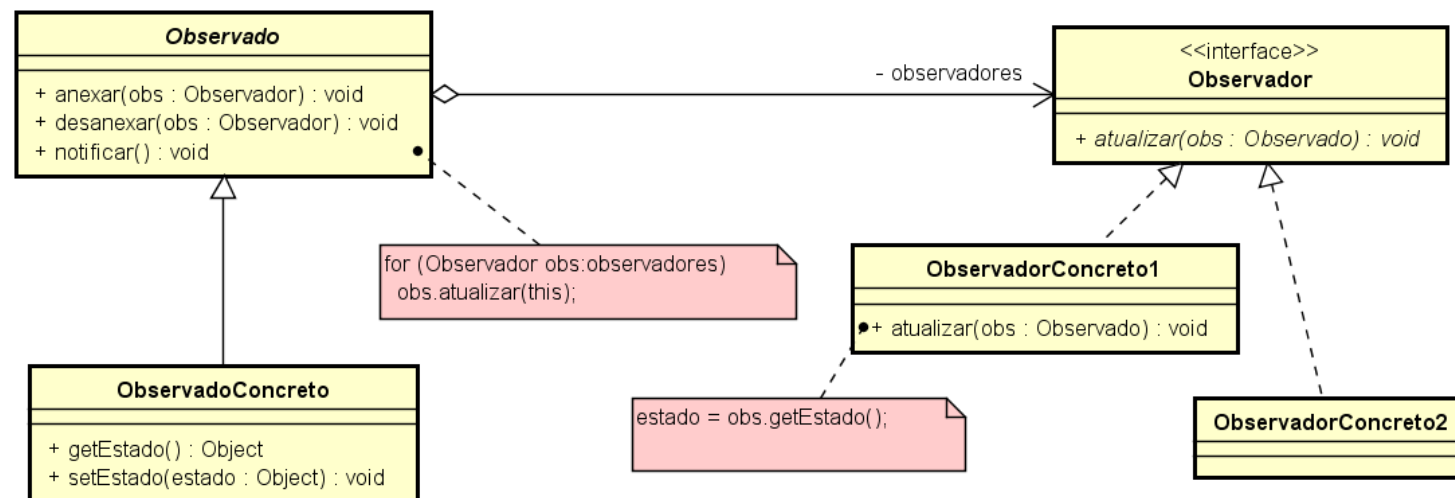 Observado
+ anexar(obs : Observador) : void
+ desanexar(obs : Observador) : void
+ notificar() : void
- observadores
<<interface>>
Observador
+ atualizar(obs : Observado) : void
for (Observador obs:observadores)
obs.atualizar(this);
ObservadorConcreto1
+ atualizar(obs : Observado) : void
estado = obs.getEstado();
ObservadoConcreto
+ getEstado() : Object
+ setEstado(estado : Object) : void
ObservadorConcreto2